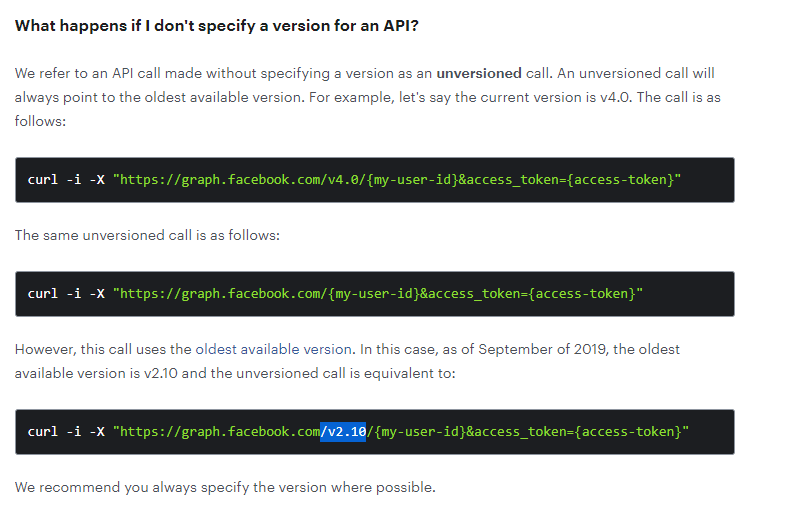 What happens if I don't specify a version for an API?
We refer to an API call made without specifying a version as an unversioned call. An unversioned call will
always point to the oldest available version. For example, let's say the current version is v4.0. The call is as
follows:
curl -i -X "https://graph.facebook.com/v4.0/{my-user-id}&access_token={access-token}"
The same unversioned call is as follows:
curl -i -X "https://graph.facebook.com/{my-user-id}&access_token={access-token}"
However, this call uses the oldest available version. In this case, as of September of 2019, the oldest
available version is v2.10 and the unversioned call is equivalent to:
curl -i -X "https://graph.facebook.com/v2.10/{my-user-id}&access_token={access-token}"
We recommend you always specify the version where possible.